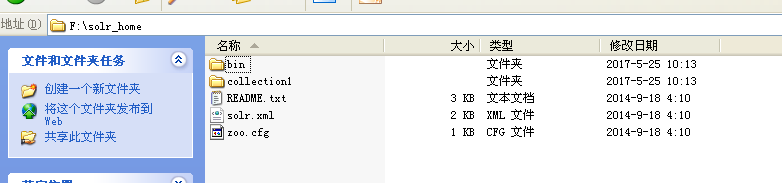 地址(D) F:\solr_home
文件和文件夹任务
创建一个新文件夹
将这个文件夹发布到
Web
共享此文件夹
名称 大小 类型 修改日期
bin 文件夹 2017-5-25 10:13
collection1 文件夹 2017-5-25 10:13
README.txt 3 KB 文本文档 2014-9-18 4:10
solr.xml 2 KB XML 文件 2014-9-18 4:10
zoo.cfg 1 KB CFG 文件 2014-9-18 4:10